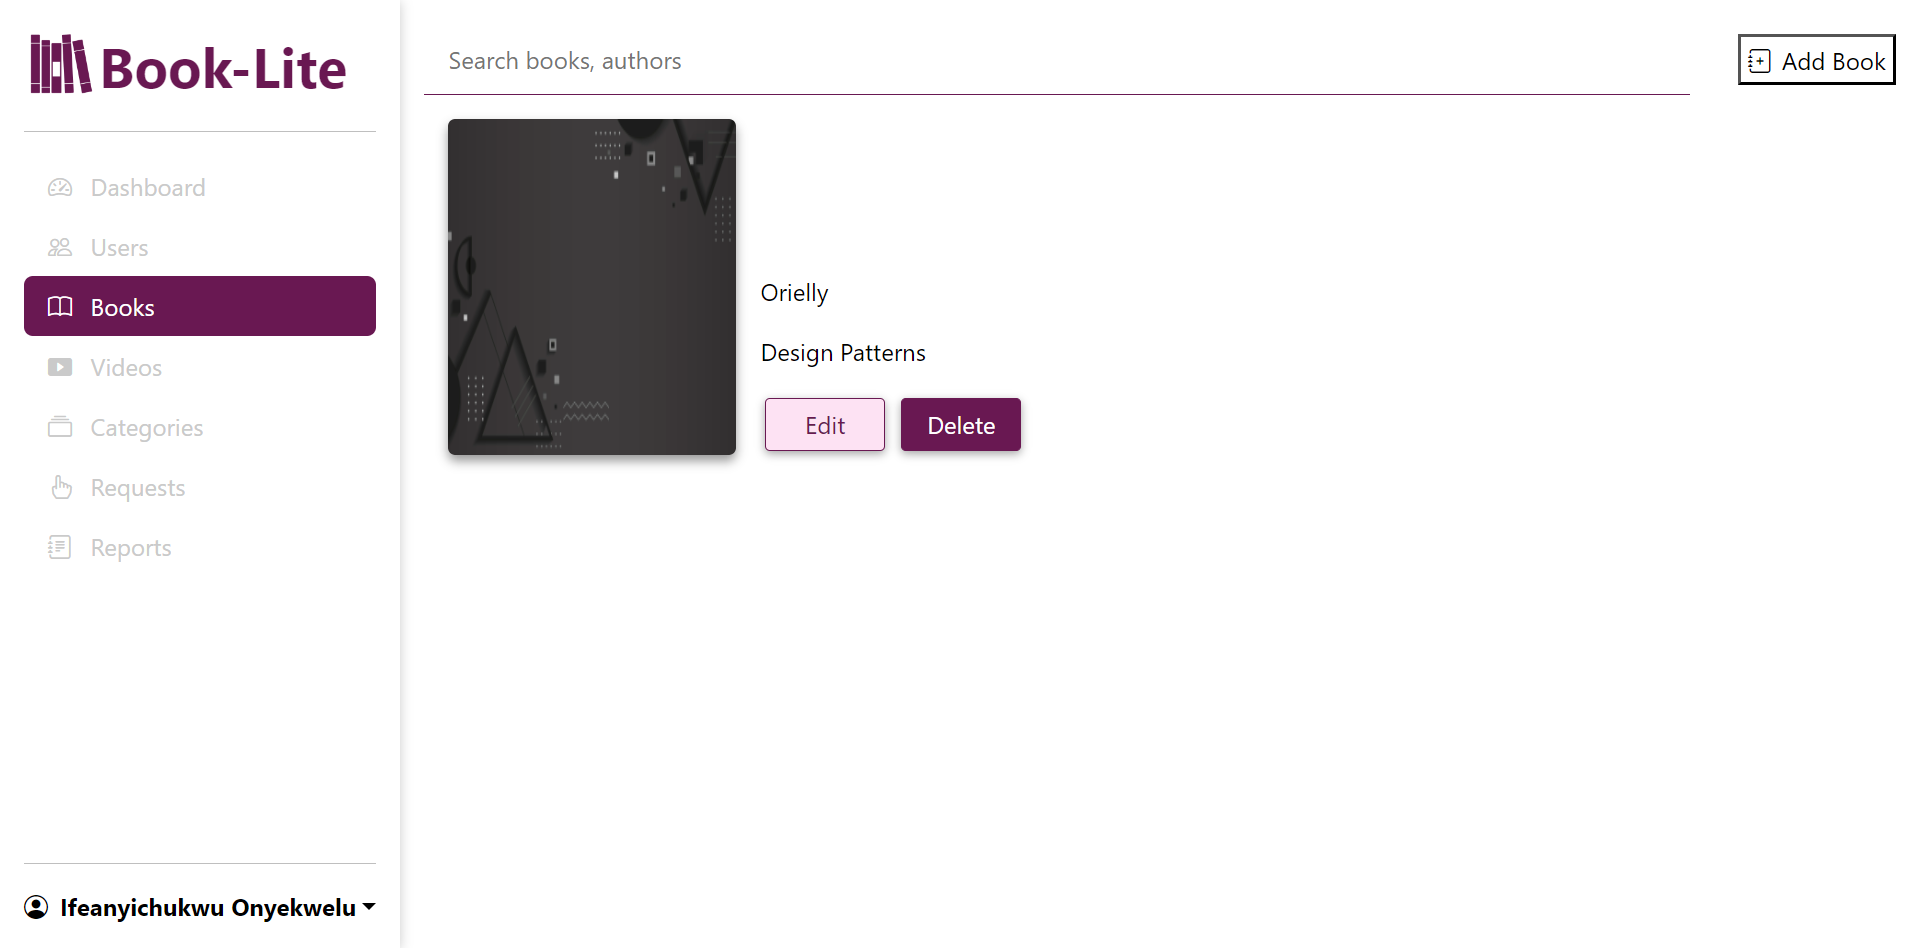 Book-Lite
Dashboard
Users
Books
Videos
Categories
Requests
Reports
Ifeanyichukwu Onyekwelu
Search books, authors
Add Book
Orielly
Design Patterns
Edit
Delete